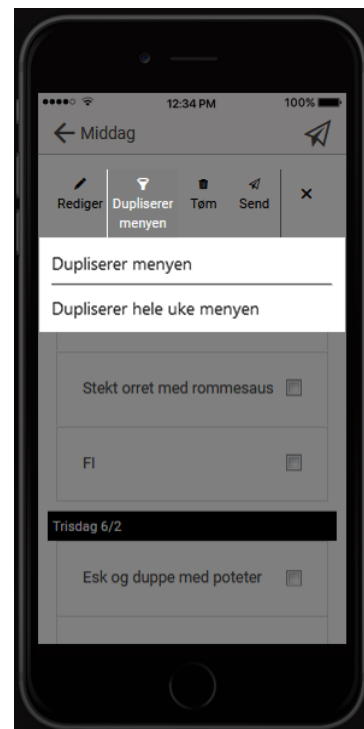 12:34 PM 100%
Middag
Rediger Dupliserer menyen Tøm Send ×
Dupliserer menyen
Dupliserer hele uke menyen
Stekt orret med rommesaus
FI
Trisdag 6/2
Esk og duppe med poteter